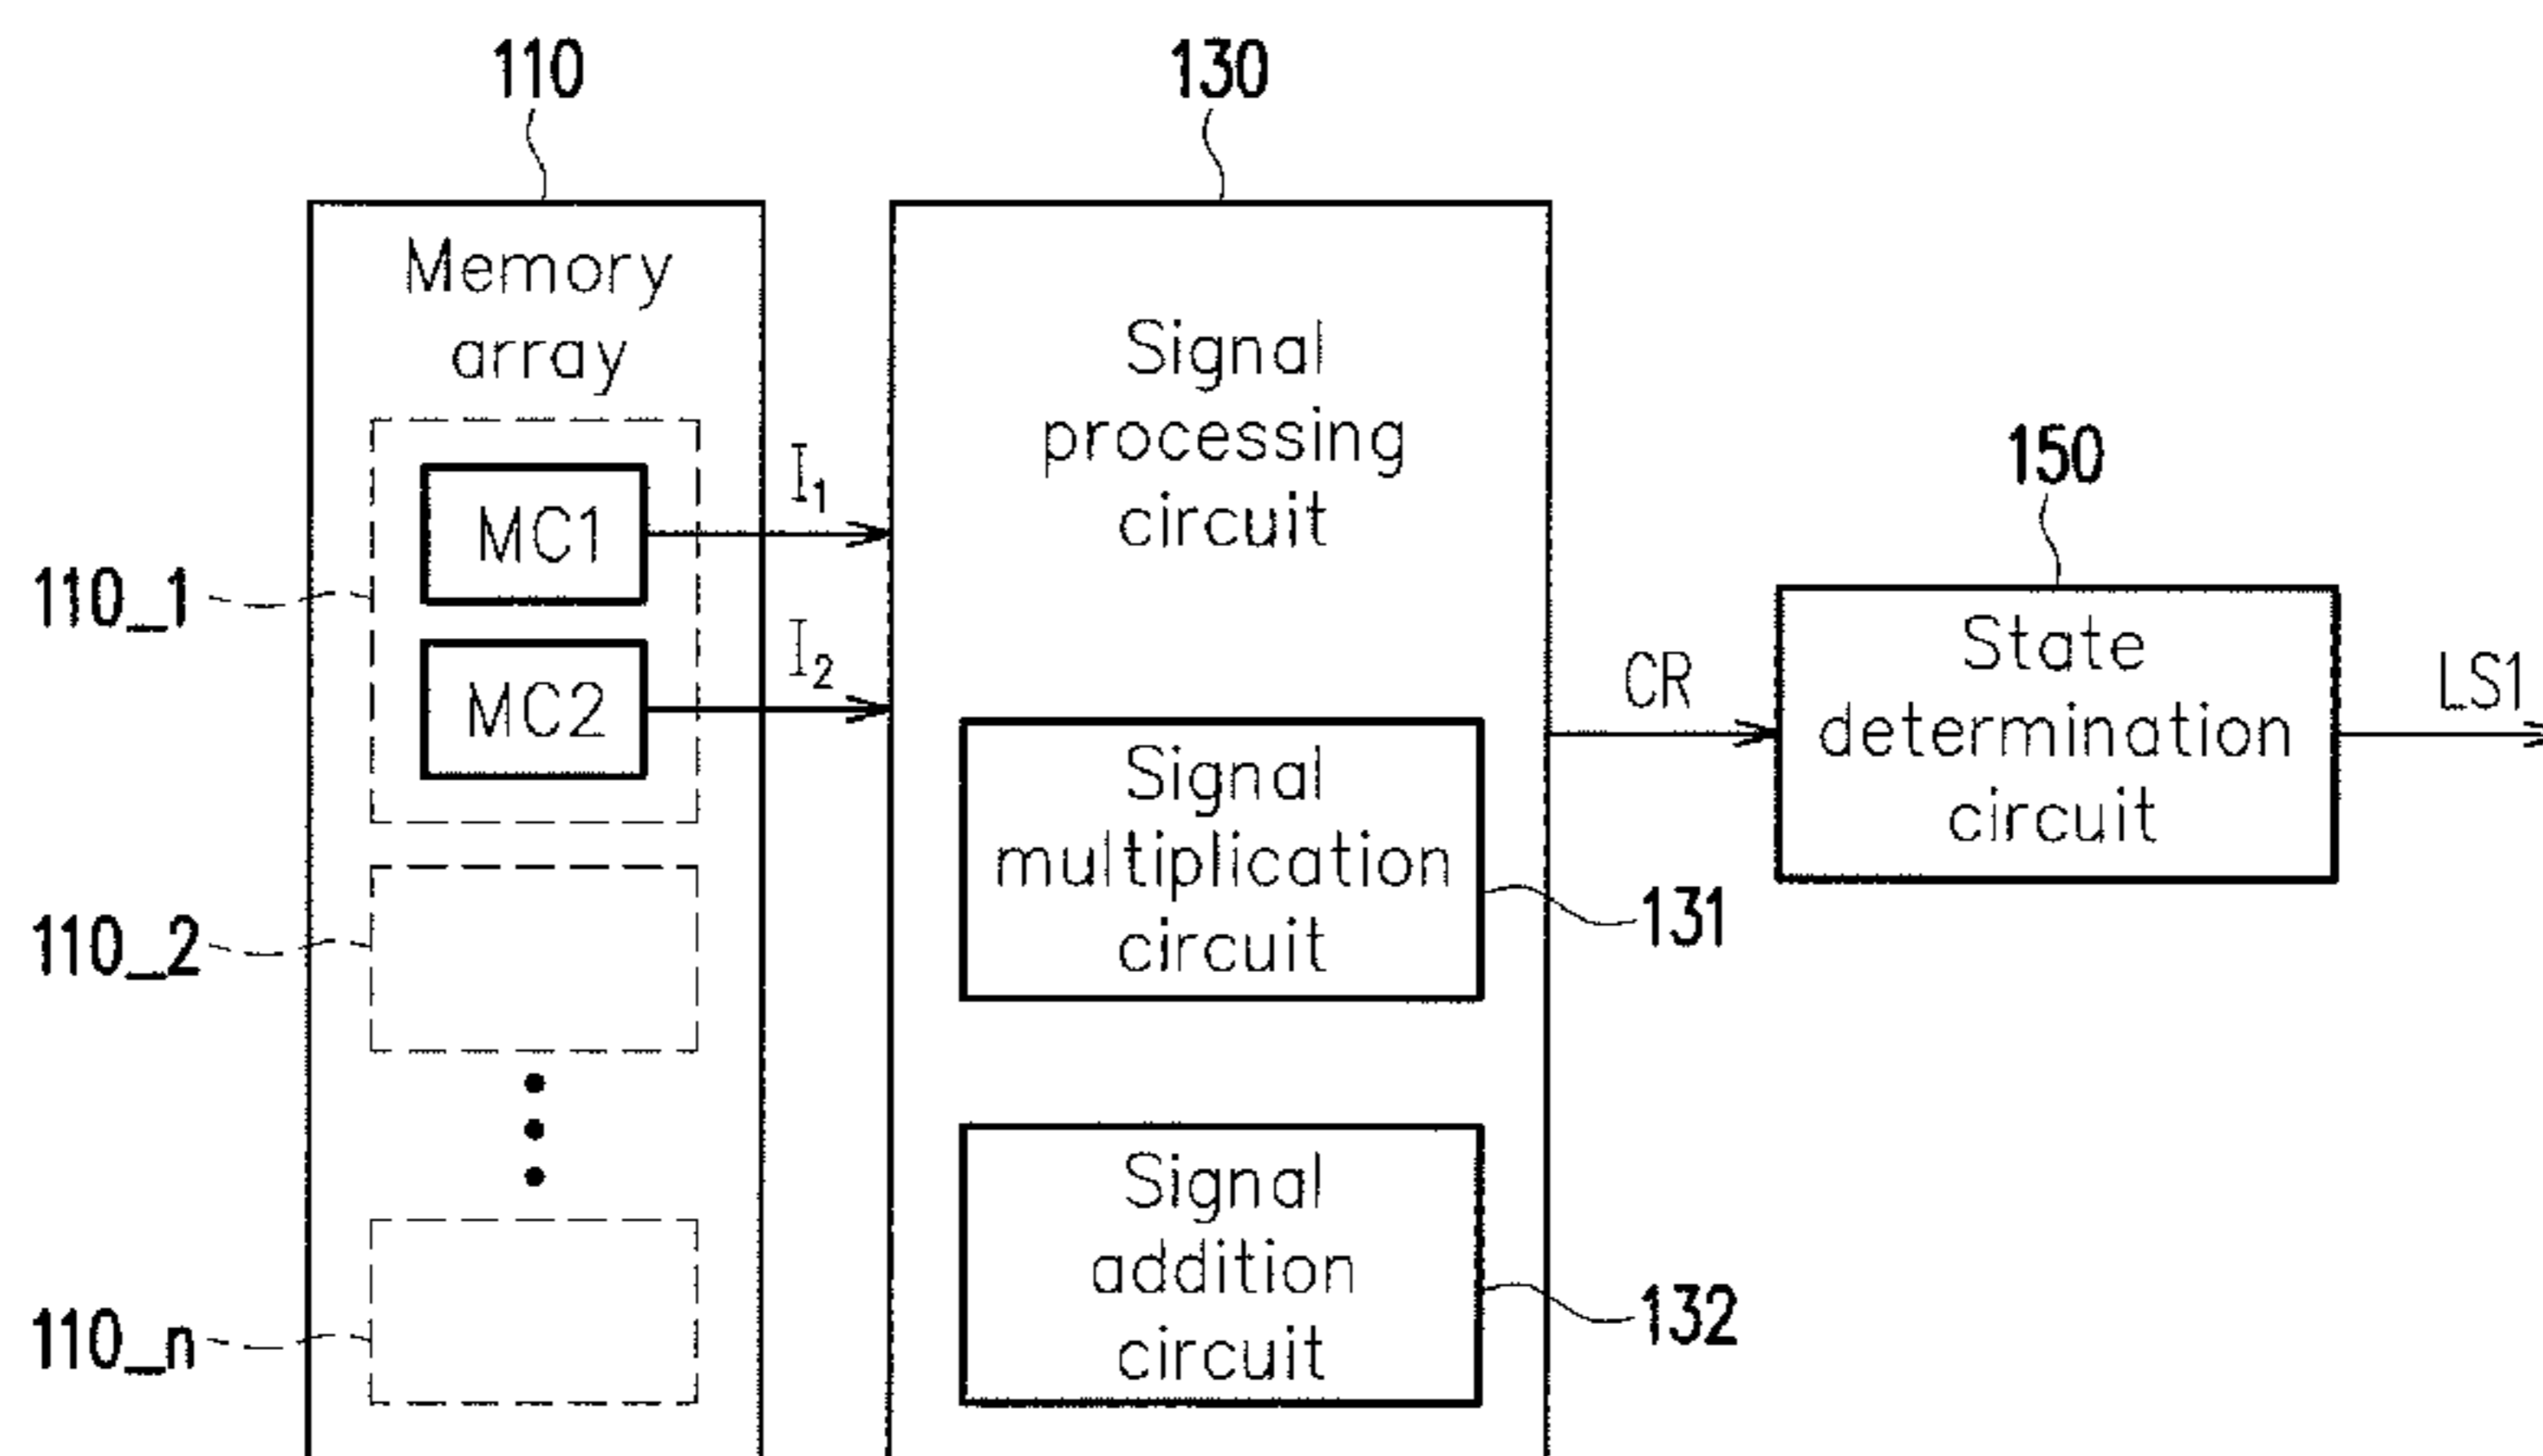 110
130
Memory
array
Signal
processing
circuit
MC1
I₁
110_1
MC2
I₂
150
State
determination
circuit
CR
LS1
Signal
multiplication
circuit
131
110_2
Signal
addition
circuit
132
110_n